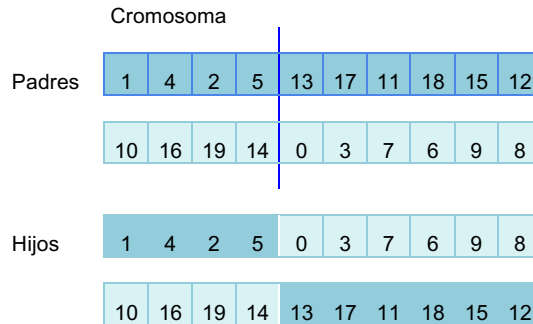 Cromosoma
Padres 1 4 2 5 13 17 11 18 15 12
10 16 19 14 0 3 7 6 9 8
Hijos 1 4 2 5 0 3 7 6 9 8
10 16 19 14 13 17 11 18 15 12